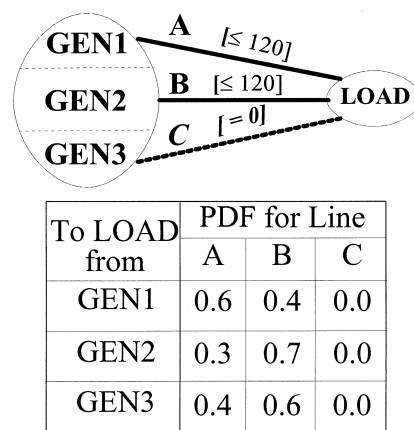 GEN1
A
[≤ 120]
GEN2
B
[≤ 120]
LOAD
GEN3
C
[= 0]
To LOAD from
PDF for Line
A B C
GEN1 0.6 0.4 0.0
GEN2 0.3 0.7 0.0
GEN3 0.4 0.6 0.0